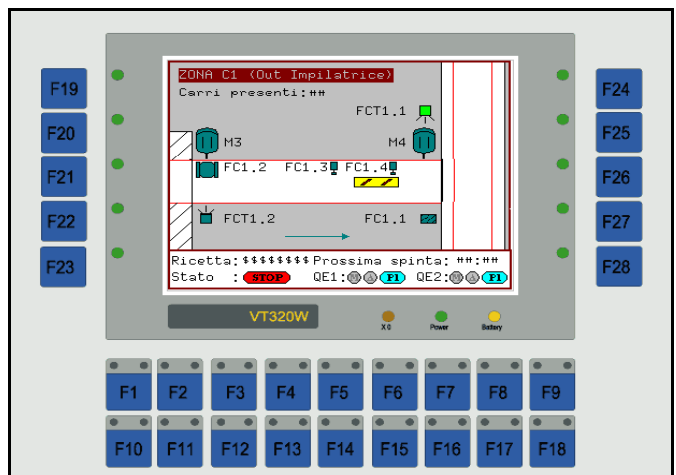 ZONA C1 (Out Impilatrice)
Carri presenti:##
FCT1.1
M3
M4
FC1.2 FC1.3 FC1.4
FCT1.2
FC1.1
Ricetta:$$$$$$$$ Prossima spinta: ##:##
Stato : STOP QE1: M A P1 QE2: M A P1
VT320W
X 0 Power Battery
F19
F20
F21
F22
F23
F24
F25
F26
F27
F28
F1 F2 F3 F4 F5 F6 F7 F8 F9
F10 F11 F12 F13 F14 F15 F16 F17 F18